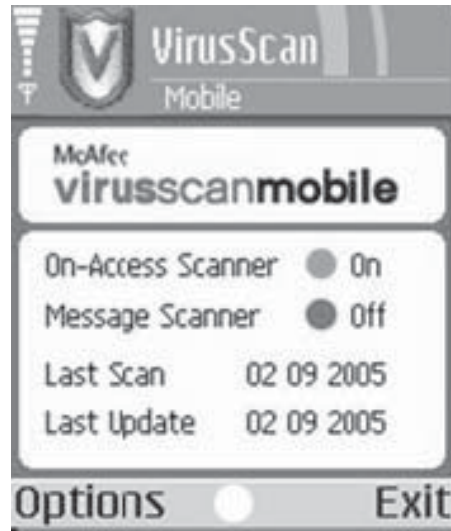 VirusScan
Mobile
McAfee
virusscanmobile
On-Access Scanner On
Message Scanner Off
Last Scan 02 09 2005
Last Update 02 09 2005
Options Exit